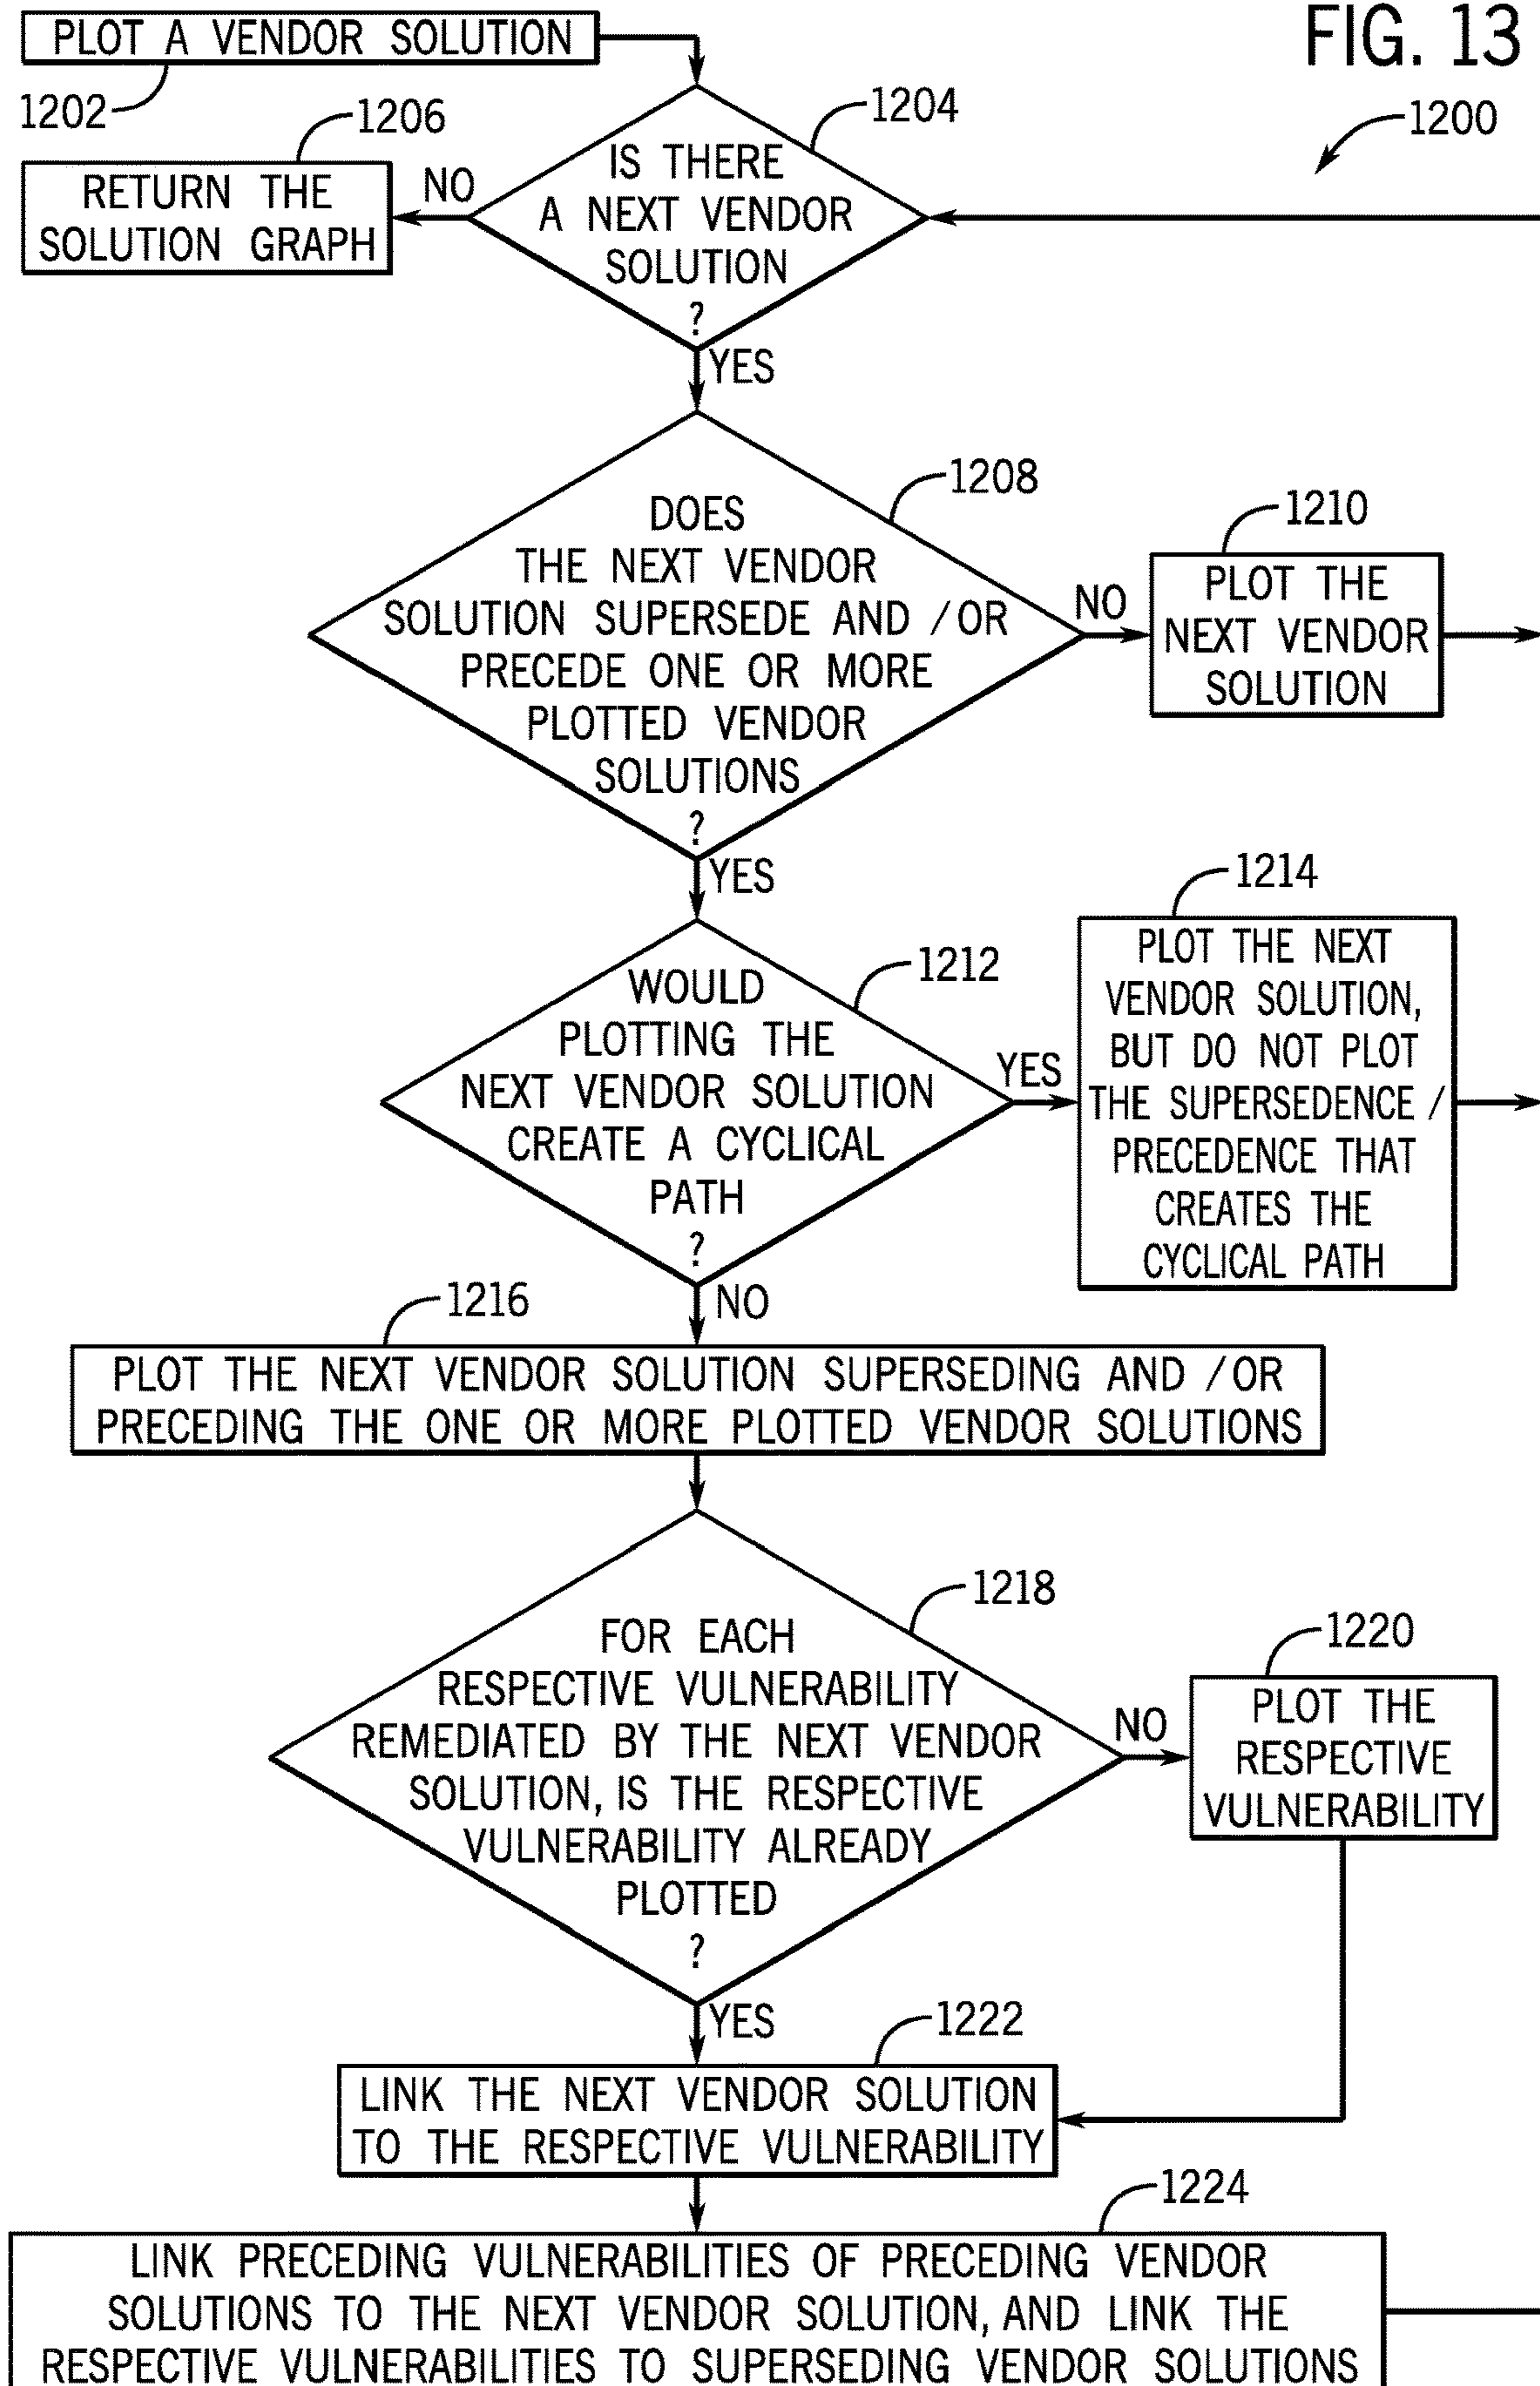 FIG. 13
PLOT A VENDOR SOLUTION
1202
1206
1204
1200
RETURN THE
SOLUTION GRAPH
NO
IS THERE
A NEXT VENDOR
SOLUTION
?
YES
1208
DOES
THE NEXT VENDOR
SOLUTION SUPERSEDE AND / OR
PRECEDE ONE OR MORE
PLOTTED VENDOR
SOLUTIONS
?
NO
1210
PLOT THE
NEXT VENDOR
SOLUTION
YES
1212
WOULD
PLOTTING THE
NEXT VENDOR SOLUTION
CREATE A CYCLICAL
PATH
?
YES
1214
PLOT THE NEXT
VENDOR SOLUTION,
BUT DO NOT PLOT
THE SUPERSEDENCE /
PRECEDENCE THAT
CREATES THE
CYCLICAL PATH
NO
1216
PLOT THE NEXT VENDOR SOLUTION SUPERSEDING AND / OR
PRECEDING THE ONE OR MORE PLOTTED VENDOR SOLUTIONS
1218
FOR EACH
RESPECTIVE VULNERABILITY
REMEDIATED BY THE NEXT VENDOR
SOLUTION, IS THE RESPECTIVE
VULNERABILITY ALREADY
PLOTTED
?
NO
1220
PLOT THE
RESPECTIVE
VULNERABILITY
YES
1222
LINK THE NEXT VENDOR SOLUTION
TO THE RESPECTIVE VULNERABILITY
1224
LINK PRECEDING VULNERABILITIES OF PRECEDING VENDOR
SOLUTIONS TO THE NEXT VENDOR SOLUTION, AND LINK THE
RESPECTIVE VULNERABILITIES TO SUPERSEDING VENDOR SOLUTIONS